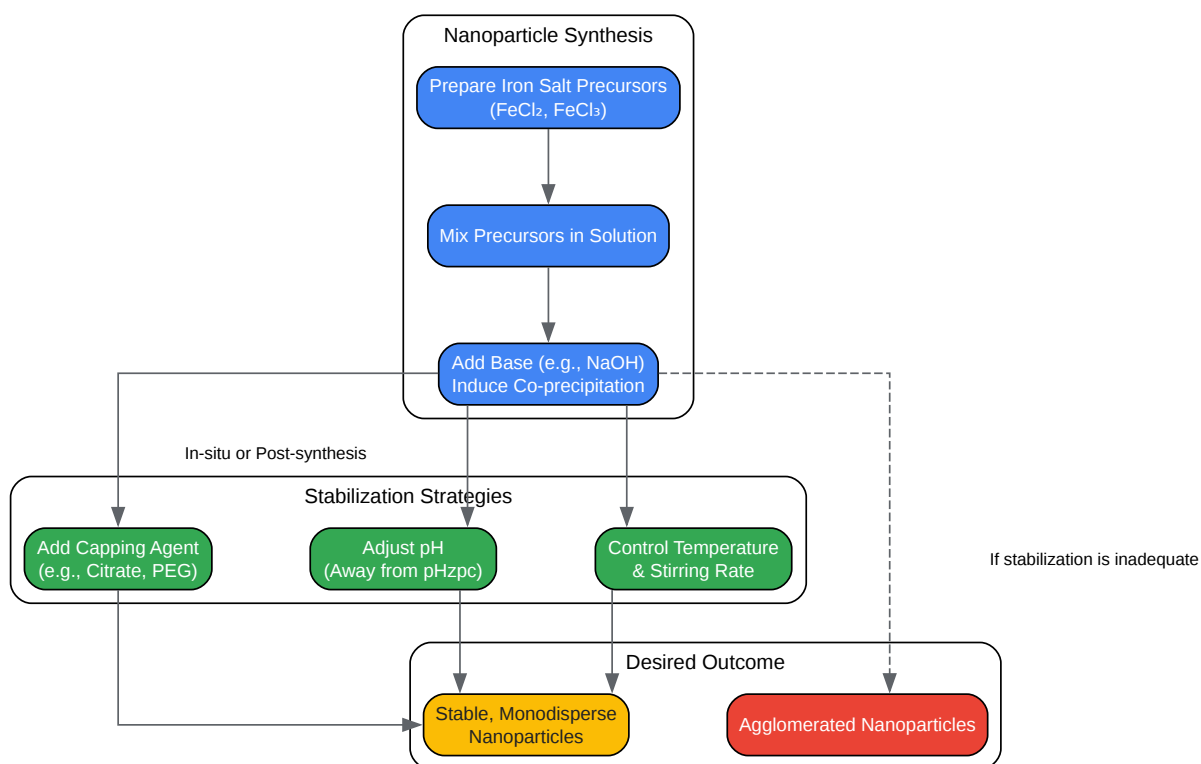 Nanoparticle Synthesis
Prepare Iron Salt Precursors
(FeCl₂, FeCl₃)
Mix Precursors in Solution
Add Base (e.g., NaOH)
Induce Co-precipitation
In-situ or Post-synthesis
Stabilization Strategies
Add Capping Agent
(e.g., Citrate, PEG)
Adjust pH
(Away from pHzpc)
Control Temperature
& Stirring Rate
If stabilization is inadequate
Desired Outcome
Stable, Monodisperse
Nanoparticles
Agglomerated Nanoparticles